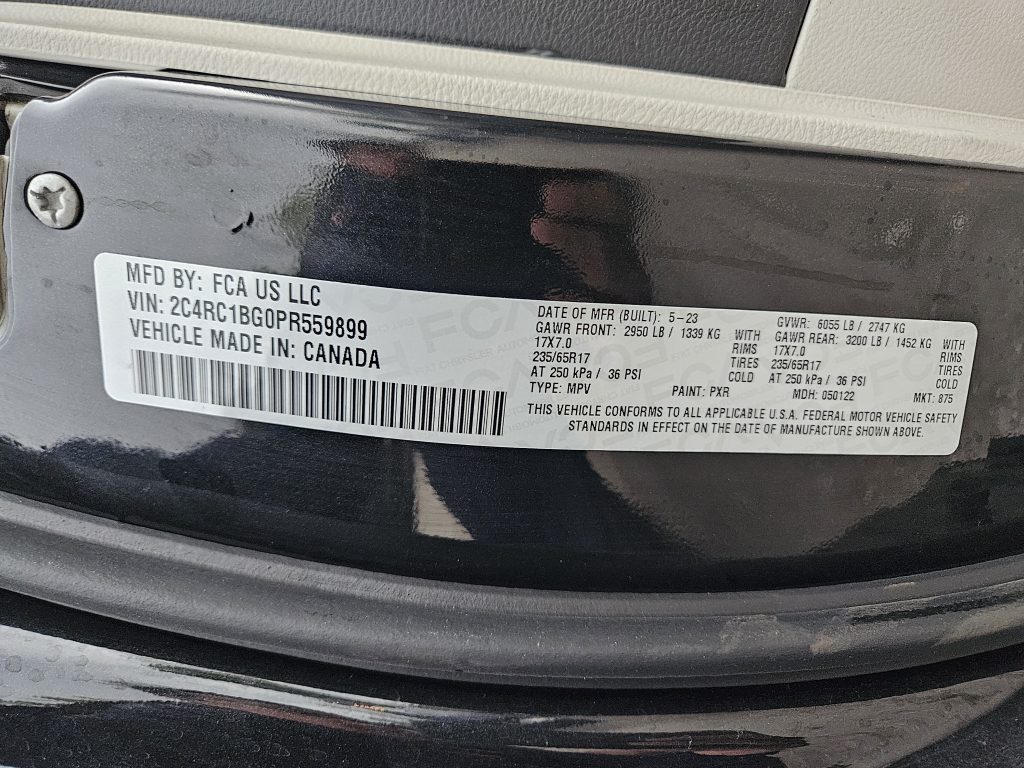 MFD BY: FCA US LLC
VIN: 2C4RC1BG0PR559899
VEHICLE MADE IN: CANADA
DATE OF MFR (BUILT): 5-23 GVWR: 6055 LB / 2747 KG
GAWR FRONT: 2950 LB / 1339 KG WITH GAWR REAR: 3200 LB / 1452 KG WITH
17X7.0 RIMS 17X7.0 RIMS
235/65R17 TIRES 235/65R17 TIRES
AT 250 kPa / 36 PSI COLD AT 250 kPa / 36 PSI COLD
TYPE: MPV PAINT: PXR MDH: 050122 MKT: 875
THIS VEHICLE CONFORMS TO ALL APPLICABLE U.S.A. FEDERAL MOTOR VEHICLE SAFETY
STANDARDS IN EFFECT ON THE DATE OF MANUFACTURE SHOWN ABOVE.